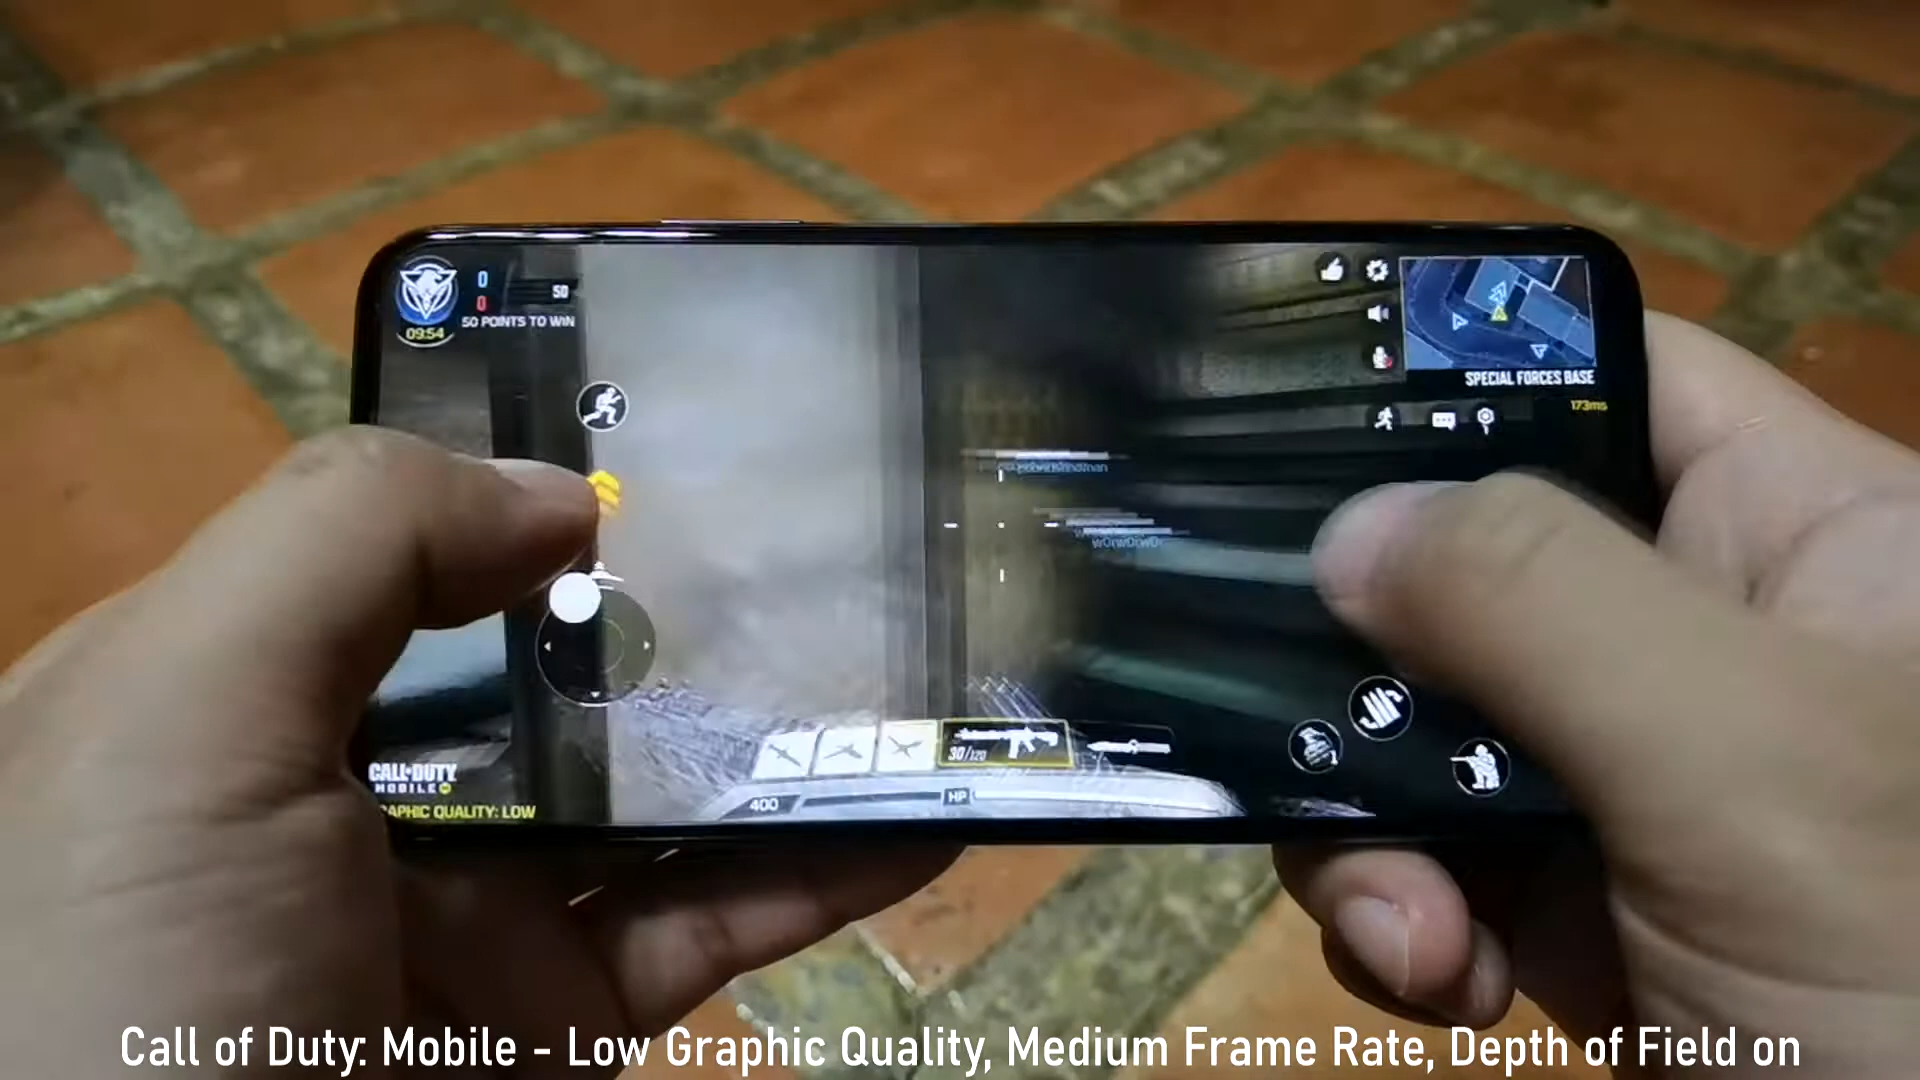 0
50
0
50 POINTS TO WIN
09:54
SPECIAL FORCES BASE
173ms
30/120
400
HP
CALL OF DUTY
MOBILE
APHIC QUALITY: LOW
Call of Duty: Mobile - Low Graphic Quality, Medium Frame Rate, Depth of Field on